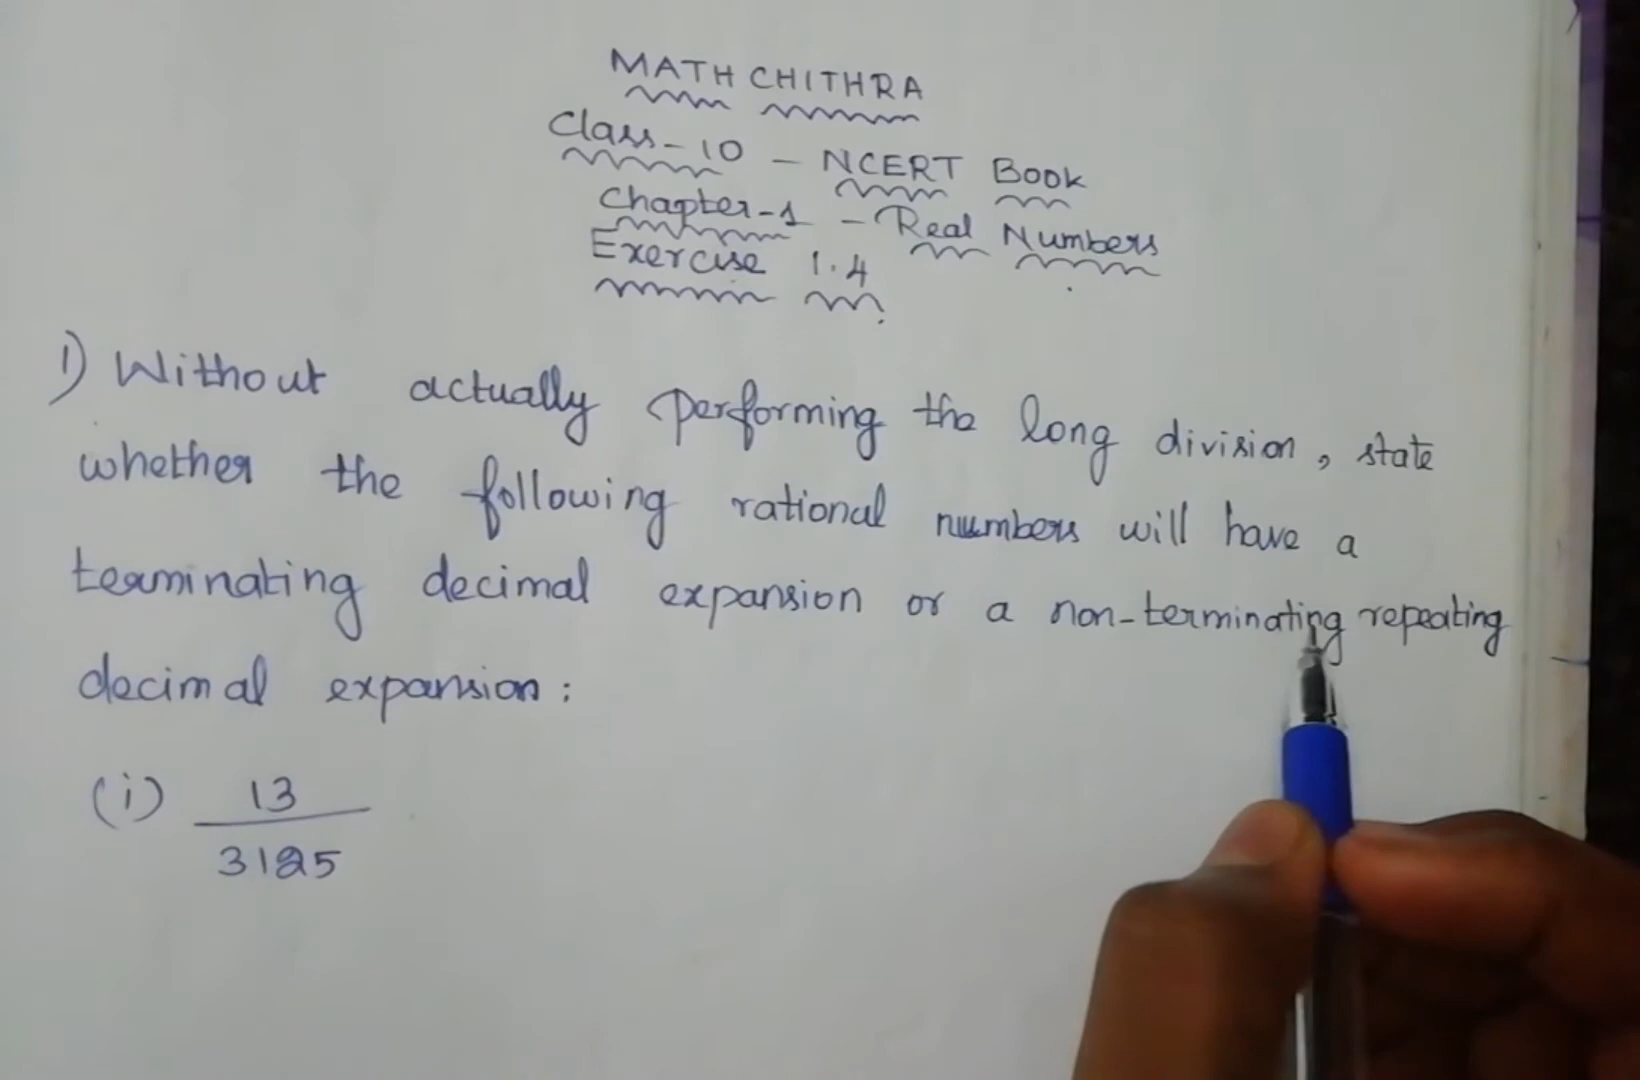 MATH CHITHRA
Class-10 - NCERT Book
Chapter-1 - Real Numbers
Exercise 1.4
1) Without actually performing the long division, state
whether the following rational numbers will have a
terminating decimal expansion or a non-terminating repeating
decimal expansion:
(i) 13
3125